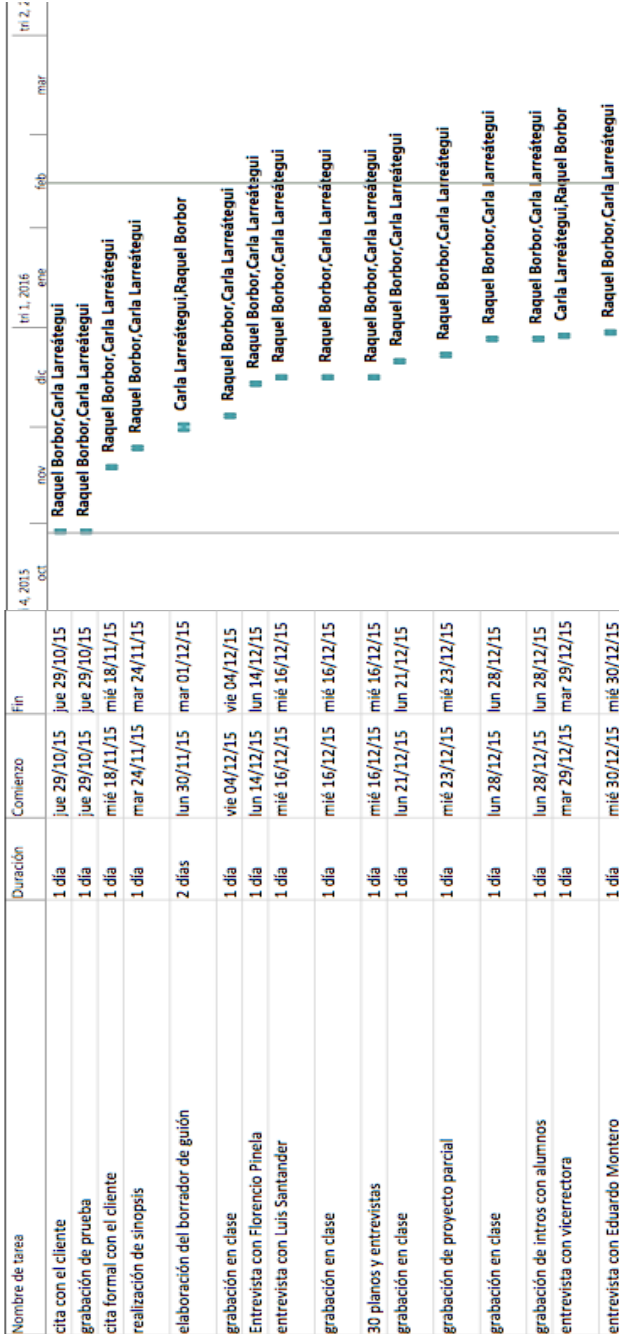 Nombre de tarea Duración Comienzo Fin 4, 2015 tri 1, 2016 tri 2, 2
oct nov dic ene feb mar
cita con el cliente 1 día jue 29/10/15 jue 29/10/15 Raquel Borbor,Carla Larreátegui
grabación de prueba 1 día jue 29/10/15 jue 29/10/15 Raquel Borbor,Carla Larreátegui
cita formal con el cliente 1 día mié 18/11/15 mié 18/11/15 Raquel Borbor,Carla Larreátegui
realización de sinopsis 1 día mar 24/11/15 mar 24/11/15 Raquel Borbor,Carla Larreátegui
elaboración del borrador de guión 2 días lun 30/11/15 mar 01/12/15 Carla Larreátegui,Raquel Borbor
grabación en clase 1 día vie 04/12/15 vie 04/12/15 Raquel Borbor,Carla Larreátegui
Entrevista con Florencio Pinela 1 día lun 14/12/15 lun 14/12/15 Raquel Borbor,Carla Larreátegui
entrevista con Luis Santander 1 día mié 16/12/15 mié 16/12/15 Raquel Borbor,Carla Larreátegui
grabación en clase 1 día mié 16/12/15 mié 16/12/15 Raquel Borbor,Carla Larreátegui
30 planos y entrevistas 1 día mié 16/12/15 mié 16/12/15 Raquel Borbor,Carla Larreátegui
grabación en clase 1 día lun 21/12/15 lun 21/12/15 Raquel Borbor,Carla Larreátegui
grabación de proyecto parcial 1 día mié 23/12/15 mié 23/12/15 Raquel Borbor,Carla Larreátegui
grabación en clase 1 día lun 28/12/15 lun 28/12/15 Raquel Borbor,Carla Larreátegui
grabación de intros con alumnos 1 día lun 28/12/15 lun 28/12/15 Raquel Borbor,Carla Larreátegui
entrevista con vicerrectora 1 día mar 29/12/15 mar 29/12/15 Carla Larreátegui,Raquel Borbor
entrevista con Eduardo Montero 1 día mié 30/12/15 mié 30/12/15 Raquel Borbor,Carla Larreátegui